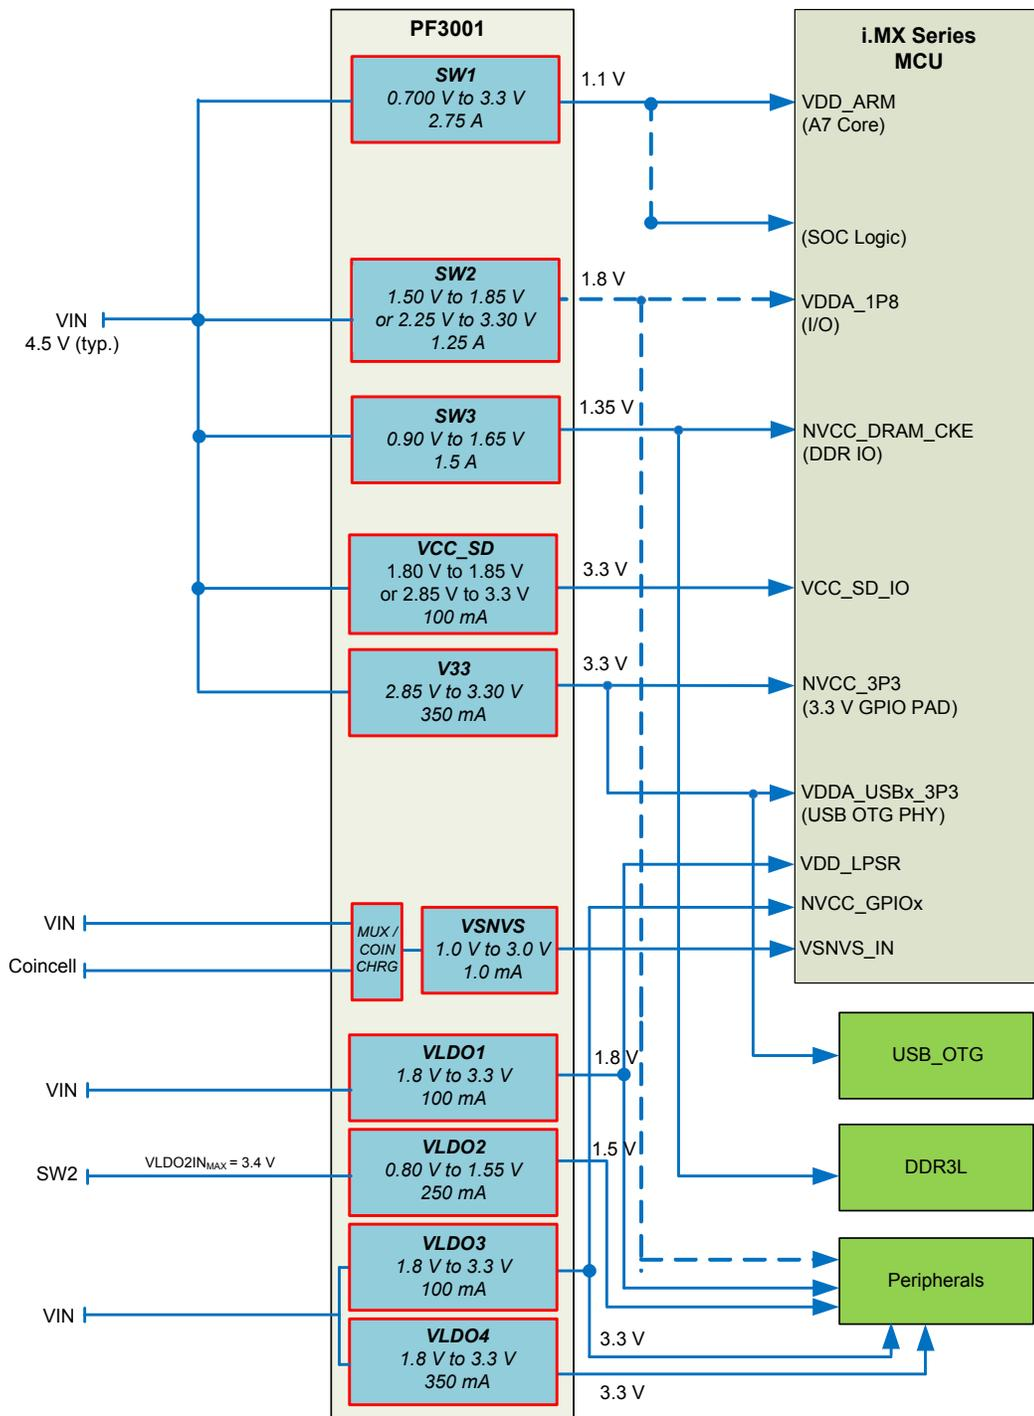 PF3001
i.MX Series
MCU
SW1
0.700 V to 3.3 V
2.75 A
1.1 V
VDD_ARM
(A7 Core)
(SOC Logic)
SW2
1.50 V to 1.85 V
or 2.25 V to 3.30 V
1.25 A
1.8 V
VDDA_1P8
(I/O)
VIN
4.5 V (typ.)
SW3
0.90 V to 1.65 V
1.5 A
1.35 V
NVCC_DRAM_CKE
(DDR IO)
VCC_SD
1.80 V to 1.85 V
or 2.85 V to 3.3 V
100 mA
3.3 V
VCC_SD_IO
V33
2.85 V to 3.30 V
350 mA
3.3 V
NVCC_3P3
(3.3 V GPIO PAD)
VDDA_USBx_3P3
(USB OTG PHY)
VDD_LPSR
NVCC_GPIOx
VSNVS_IN
VIN
Coincell
MUX /
COIN
CHRG
VSNVS
1.0 V to 3.0 V
1.0 mA
VIN
VLDO1
1.8 V to 3.3 V
100 mA
1.8 V
USB_OTG
SW2
VLDO2INMAX = 3.4 V
VLDO2
0.80 V to 1.55 V
250 mA
1.5 V
DDR3L
VIN
VLDO3
1.8 V to 3.3 V
100 mA
Peripherals
3.3 V
VLDO4
1.8 V to 3.3 V
350 mA
3.3 V